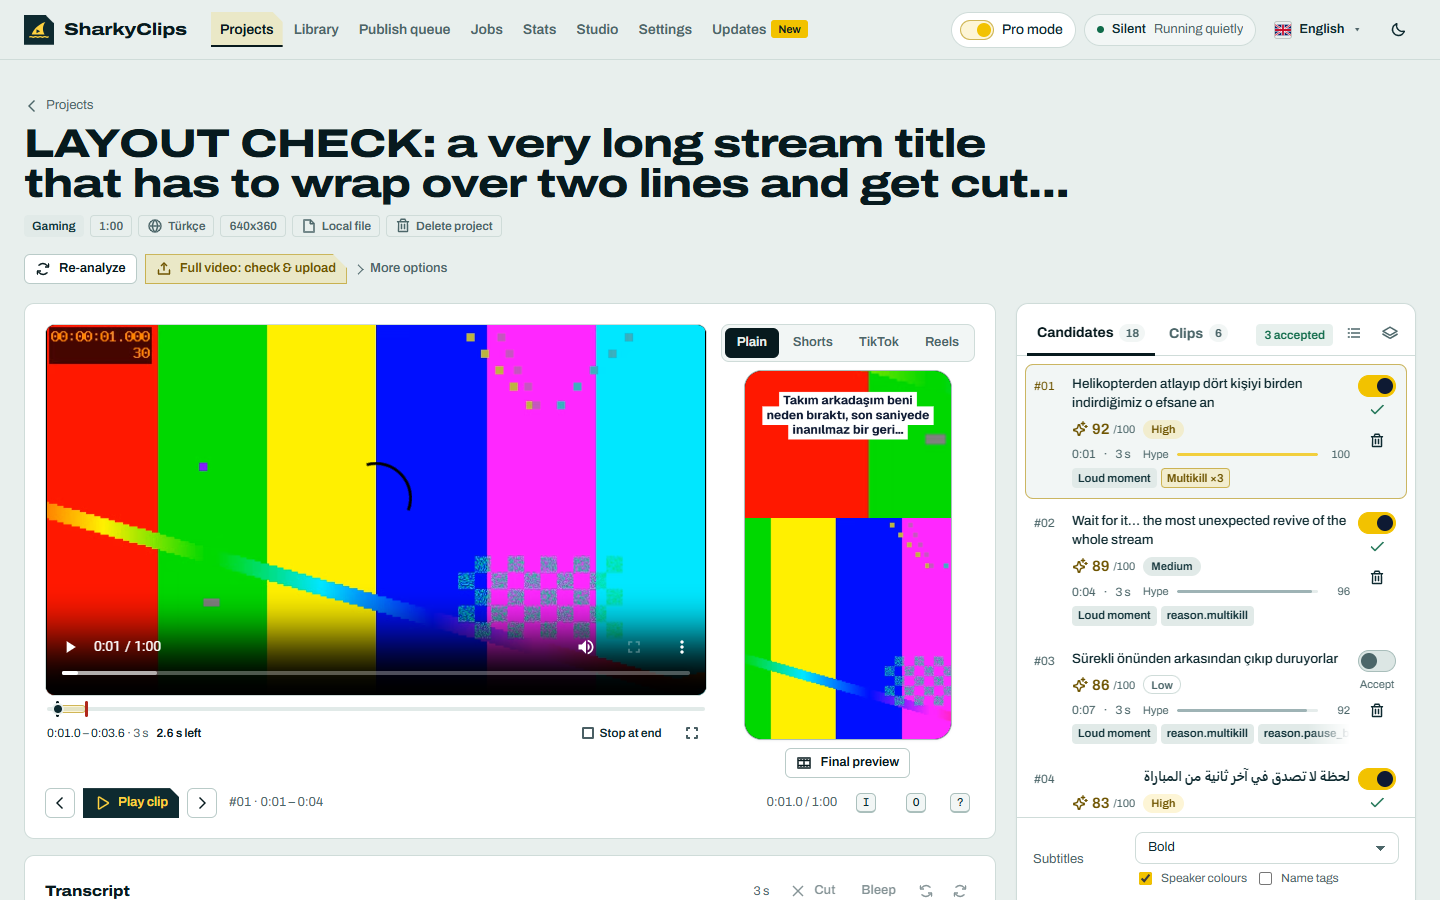 SharkyClips
Projects
Library
Publish queue
Jobs
Stats
Studio
Settings
Updates New
Pro mode
Silent Running quietly
English
Projects
LAYOUT CHECK: a very long stream title
that has to wrap over two lines and get cut...
Gaming
1:00
Türkçe
640x360
Local file
Delete project
Re-analyze
Full video: check & upload
More options
00:00:01.000
30
0:01 / 1:00
0:01.0 – 0:03.6 · 3 s 2.6 s left
Stop at end
Plain
Shorts
TikTok
Reels
Takım arkadaşım beni
neden bıraktı, son saniyede
inanılmaz bir geri...
Final preview
Play clip
#01 · 0:01 – 0:04
0:01.0 / 1:00
I
O
?
Transcript
3 s
Cut
Bleep
Candidates 18
Clips 6
3 accepted
#01
Helikopterden atlayıp dört kişiyi birden
indirdiğimiz o efsane an
92 /100 High
0:01 · 3 s Hype 100
Loud moment
Multikill ×3
#02
Wait for it... the most unexpected revive of the
whole stream
89 /100 Medium
0:04 · 3 s Hype 96
Loud moment
reason.multikill
#03
Sürekli önünden arkasından çıkıp duruyorlar
Accept
86 /100 Low
0:07 · 3 s Hype 92
Loud moment
reason.multikill
reason.pause_b
#04
لحظة لا تصدق في آخر ثانية من المباراة
83 /100 High
Subtitles
Bold
Speaker colours
Name tags